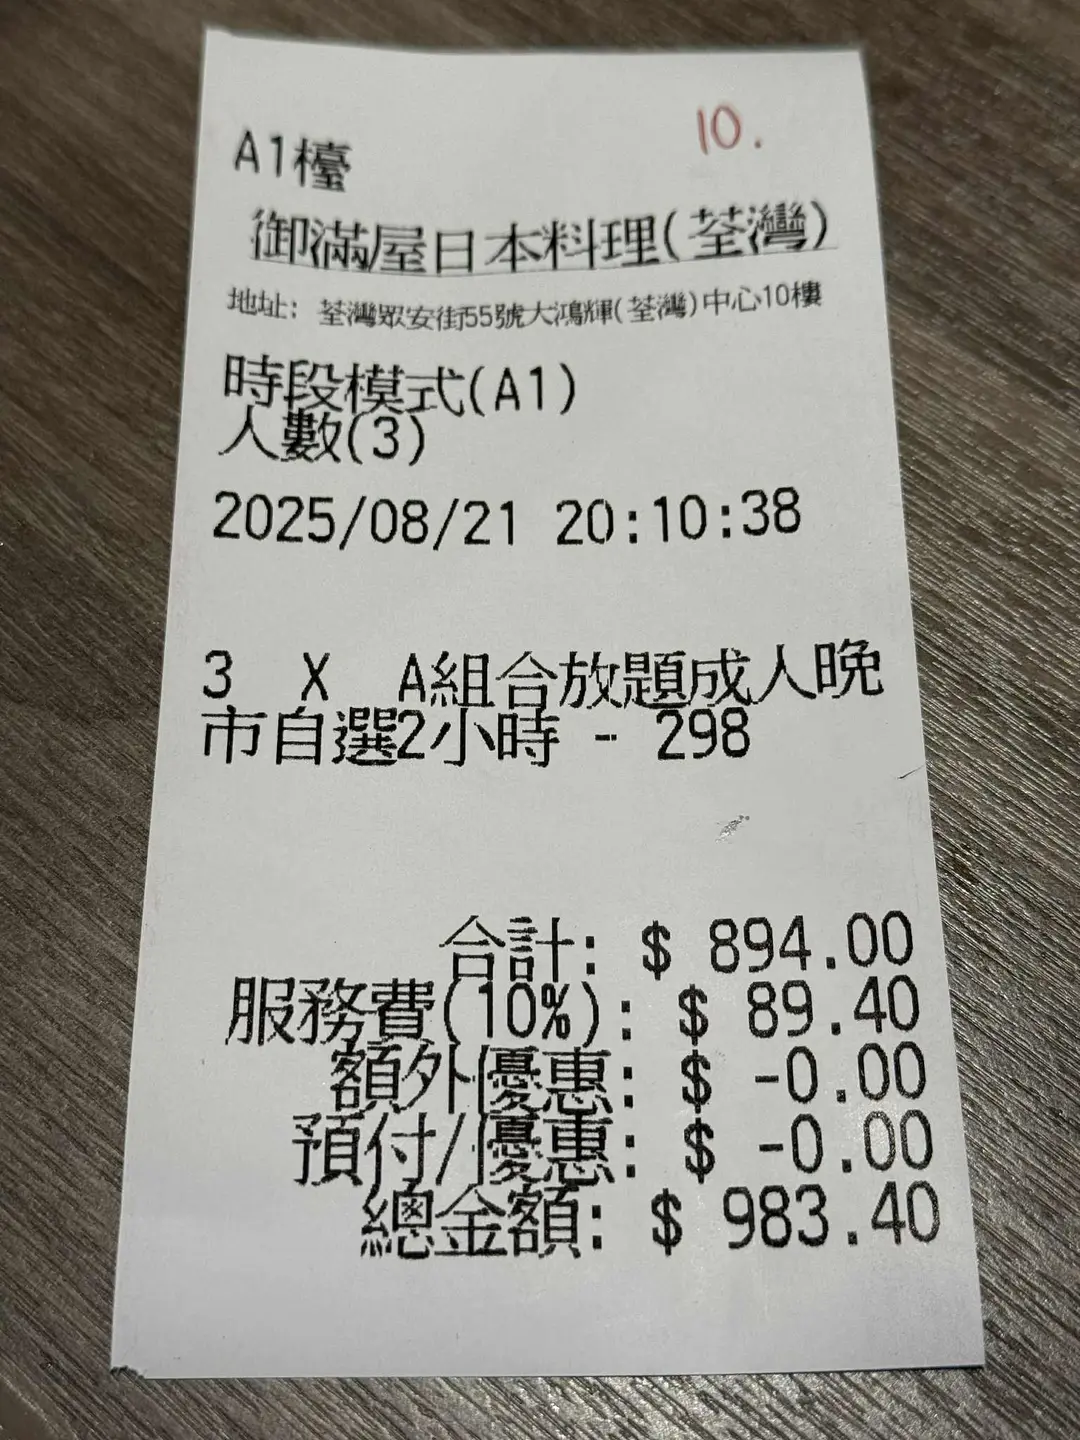 10.
A1檯
御滿屋日本料理(荃灣)
地址: 荃灣眾安街55號大鴻輝(荃灣)中心10樓
時段模式(A1)
人數(3)
2025/08/21 20:10:38
3 X A組合放題成人晚
市自選2小時 - 298
合計: $ 894.00
服務費(10%): $ 89.40
額外優惠: $ -0.00
預付/優惠: $ -0.00
總金額: $ 983.40